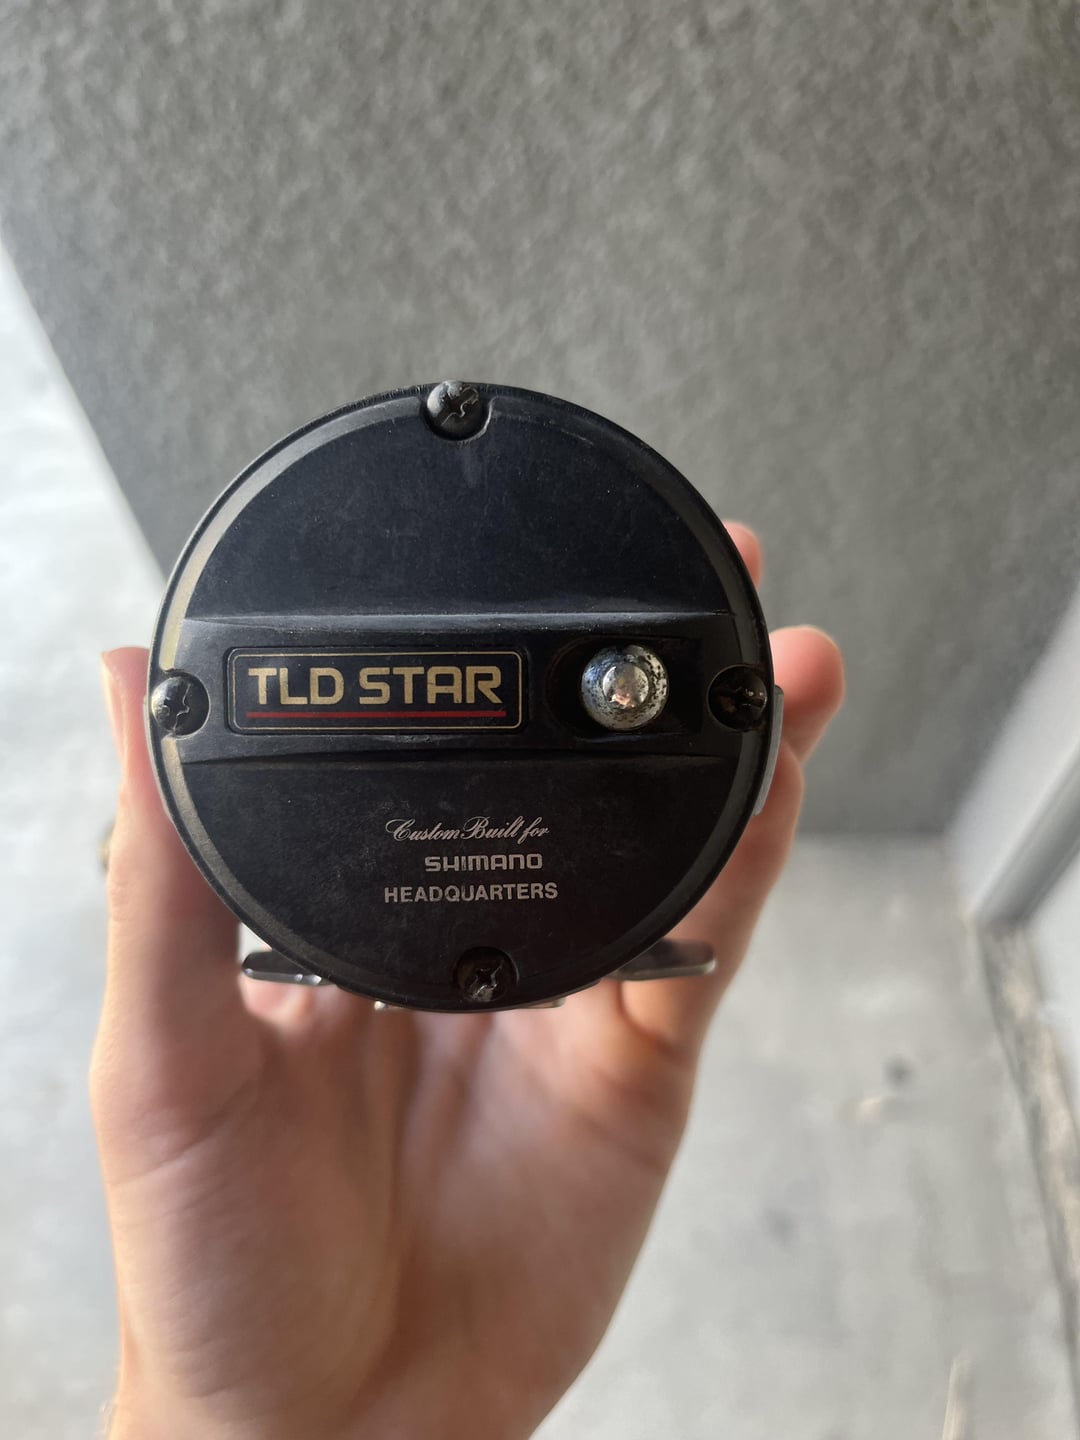 TLD STAR
Custom Built for
SHIMANO
HEADQUARTERS